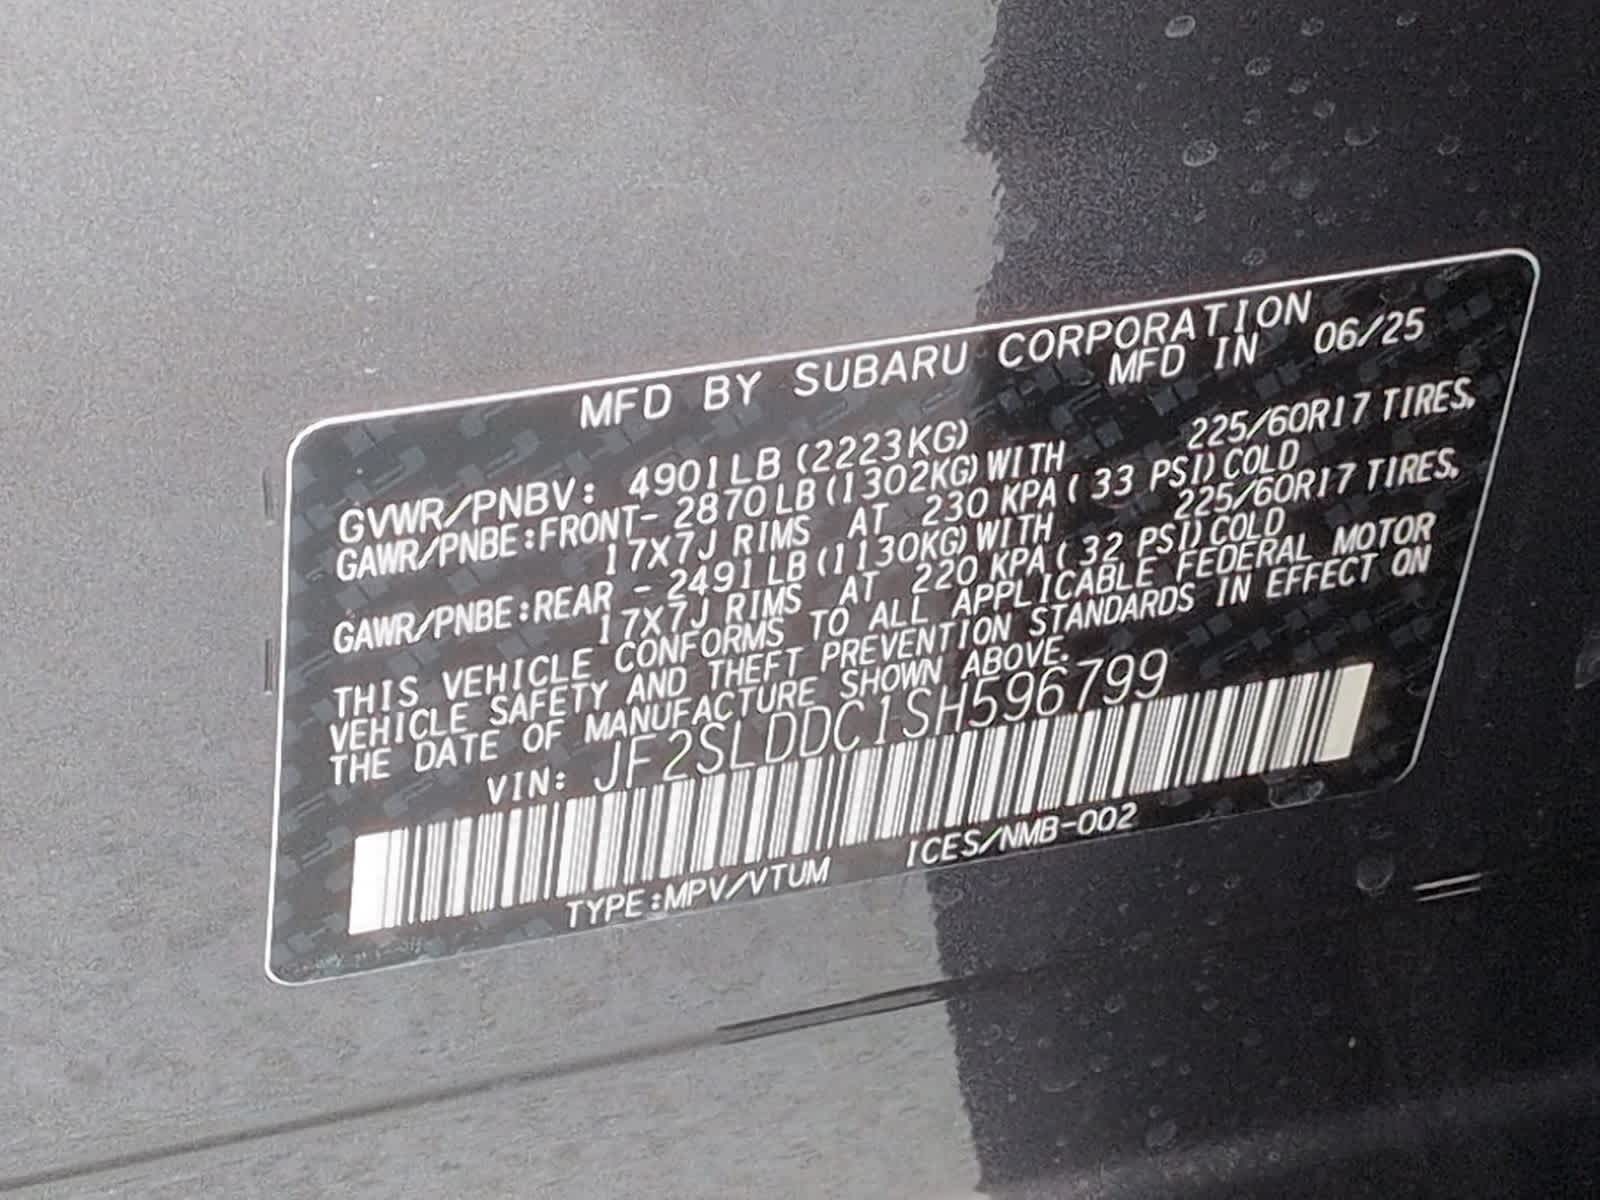 MFD BY SUBARU CORPORATION
MFD IN 06/25
GVWR/PNBV: 4901LB (2223KG)
GAWR/PNBE:FRONT- 2870LB(1302KG)WITH 225/60R17 TIRES,
17X7J RIMS AT 230 KPA( 33 PSI)COLD
GAWR/PNBE:REAR - 2491LB(1130KG)WITH 225/60R17 TIRES,
17X7J RIMS AT 220 KPA( 32 PSI)COLD
THIS VEHICLE CONFORMS TO ALL APPLICABLE FEDERAL MOTOR
VEHICLE SAFETY AND THEFT PREVENTION STANDARDS IN EFFECT ON
THE DATE OF MANUFACTURE SHOWN ABOVE.
VIN: JF2SLDDC1SH596799
TYPE:MPV/VTUM ICES/NMB-002